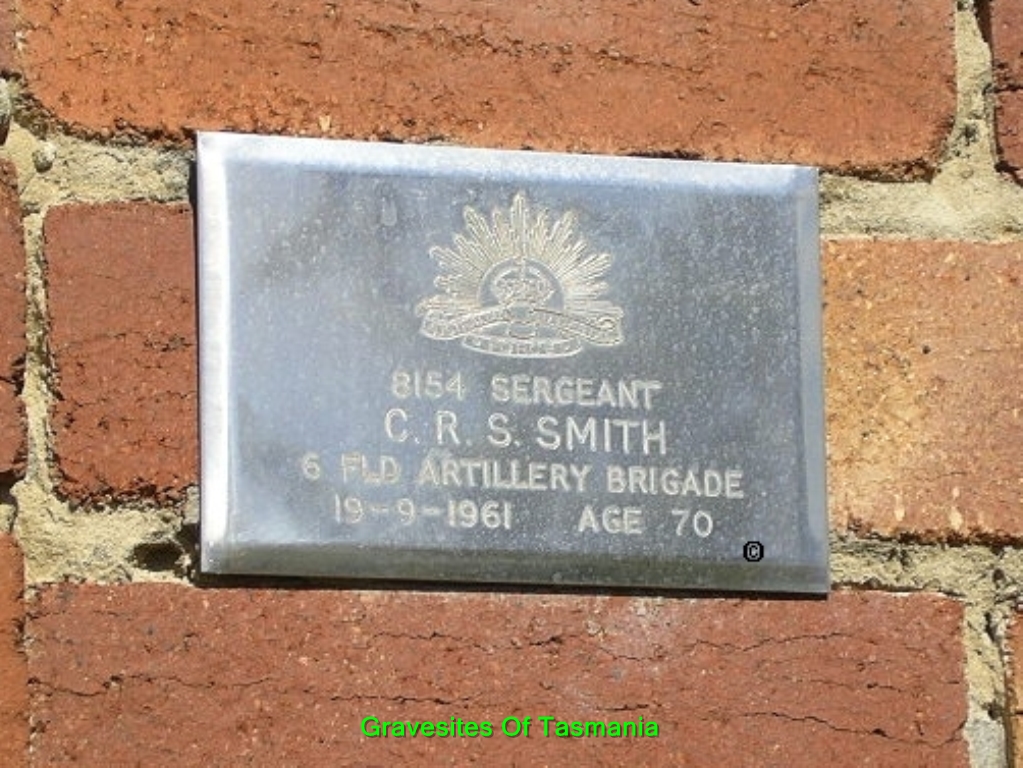 8154 SERGEANT
C. R. S. SMITH
6 FLD ARTILLERY BRIGADE
19-9-1961 AGE 70
©
Gravesites Of Tasmania